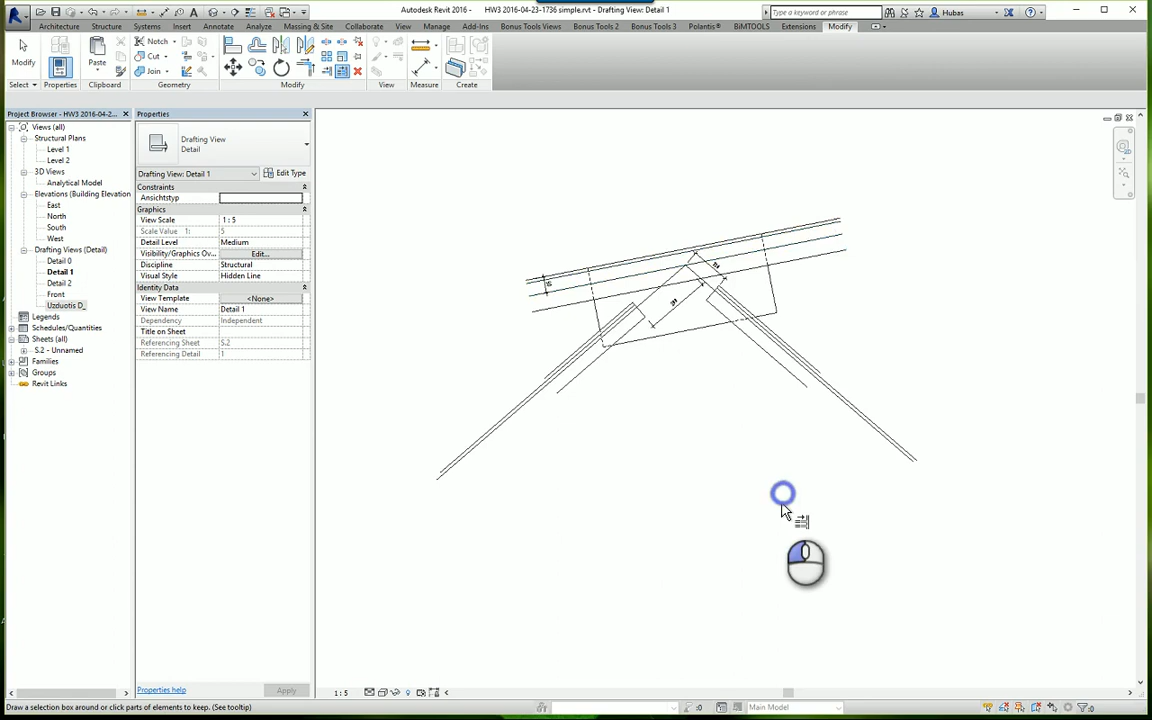 Autodesk Revit 2016 - HW3 2016-04-23-1736 simple.rvt - Drafting View: Detail 1
Type a keyword or phrase
Hubas
Architecture Structure Systems Insert Annotate Analyze Massing & Site Collaborate View Manage Add-Ins Bonus Tools Views Bonus Tools 2 Bonus Tools 3 Polantis® BiMTOOLS Extensions Modify
Modify
Paste
Notch
Cut
Join
Select
Properties
Clipboard
Geometry
Modify
View
Measure
Create
Project Browser - HW3 2016-04-2...
Views (all)
Structural Plans
Level 1
Level 2
3D Views
Analytical Model
Elevations (Building Elevation
East
North
South
West
Drafting Views (Detail)
Detail 0
Detail 1
Detail 2
Front
Uzduotis D_
Legends
Schedules/Quantities
Sheets (all)
S.2 - Unnamed
Families
Groups
Revit Links
Properties
Drafting View
Detail
Drafting View: Detail 1
Edit Type
Constraints
Ansichtstyp
Graphics
View Scale 1 : 5
Scale Value 1: 5
Detail Level Medium
Visibility/Graphics Ov... Edit...
Discipline Structural
Visual Style Hidden Line
Identity Data
View Template <None>
View Name Detail 1
Dependency Independent
Title on Sheet
Referencing Sheet S.2
Referencing Detail 1
Properties help
Apply
1 : 5
Draw a selection box around or click parts of elements to keep. (See tooltip)
:0
Main Model
:0